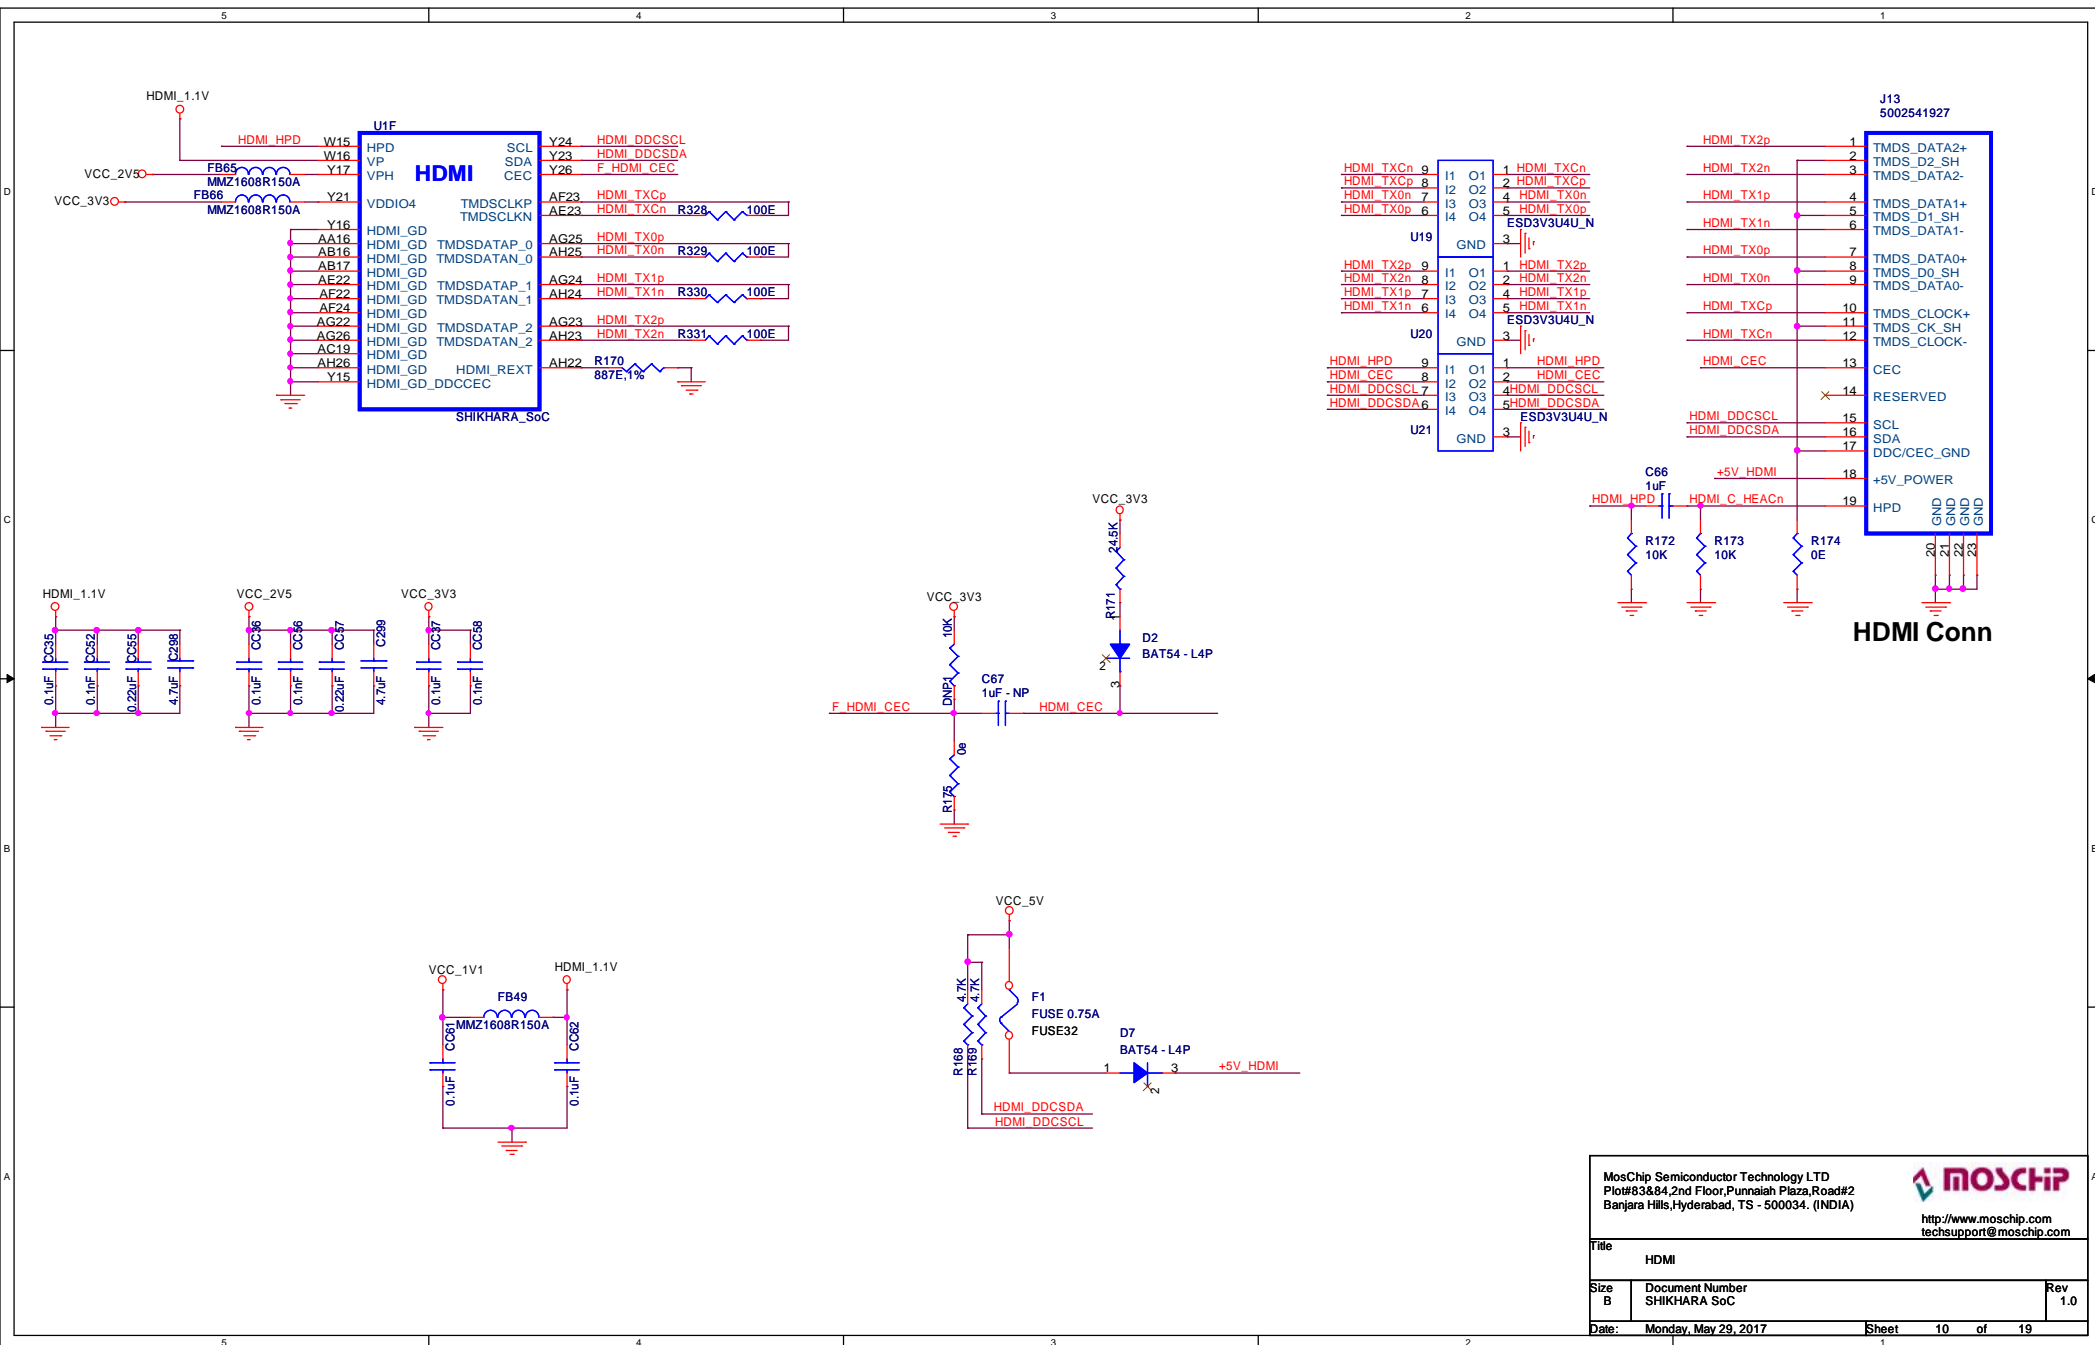 5 4 3 2 1
D
C
B
A
HDMI_1.1V
HDMI_HPD
VCC_2V5
VCC_3V3
FB65
MMZ1608R150A
FB66
MMZ1608R150A
U1F
HDMI
W15 HPD
W16 VP
Y17 VPH
Y21 VDDIO4
Y16 HDMI_GD
AA16 HDMI_GD
AB16 HDMI_GD
AB17 HDMI_GD
AE22 HDMI_GD
AF22 HDMI_GD
AF24 HDMI_GD
AG22 HDMI_GD
AG26 HDMI_GD
AC19 HDMI_GD
AH26 HDMI_GD
Y15 HDMI_GD_DDCCEC
SCL Y24 HDMI_DDCSCL
SDA Y23 HDMI_DDCSDA
CEC Y26 F_HDMI_CEC
TMDSCLKP AF23 HDMI_TXCp
TMDSCLKN AE23 HDMI_TXCn R328 100E
TMDSDATAP_0 AG25 HDMI_TX0p
TMDSDATAN_0 AH25 HDMI_TX0n R329 100E
TMDSDATAP_1 AG24 HDMI_TX1p
TMDSDATAN_1 AH24 HDMI_TX1n R330 100E
TMDSDATAP_2 AG23 HDMI_TX2p
TMDSDATAN_2 AH23 HDMI_TX2n R331 100E
HDMI_REXT AH22 R170
887E,1%
SHIKHARA_SoC
HDMI_TXCn 9 I1 O1 1 HDMI_TXCn
HDMI_TXCp 8 I2 O2 2 HDMI_TXCp
HDMI_TX0n 7 I3 O3 4 HDMI_TX0n
HDMI_TX0p 6 I4 O4 5 HDMI_TX0p
ESD3V3U4U_N
U19 GND 3
HDMI_TX2p 9 I1 O1 1 HDMI_TX2p
HDMI_TX2n 8 I2 O2 2 HDMI_TX2n
HDMI_TX1p 7 I3 O3 4 HDMI_TX1p
HDMI_TX1n 6 I4 O4 5 HDMI_TX1n
ESD3V3U4U_N
U20 GND 3
HDMI_HPD 9 I1 O1 1 HDMI_HPD
HDMI_CEC 8 I2 O2 2 HDMI_CEC
HDMI_DDCSCL 7 I3 O3 4 HDMI_DDCSCL
HDMI_DDCSDA 6 I4 O4 5 HDMI_DDCSDA
ESD3V3U4U_N
U21 GND 3
J13
5002541927
HDMI_TX2p 1 TMDS_DATA2+
2 TMDS_D2_SH
HDMI_TX2n 3 TMDS_DATA2-
HDMI_TX1p 4 TMDS_DATA1+
5 TMDS_D1_SH
HDMI_TX1n 6 TMDS_DATA1-
HDMI_TX0p 7 TMDS_DATA0+
8 TMDS_D0_SH
HDMI_TX0n 9 TMDS_DATA0-
HDMI_TXCp 10 TMDS_CLOCK+
11 TMDS_CK_SH
HDMI_TXCn 12 TMDS_CLOCK-
HDMI_CEC 13 CEC
14 RESERVED
HDMI_DDCSCL 15 SCL
HDMI_DDCSDA 16 SDA
17 DDC/CEC_GND
+5V_HDMI 18 +5V_POWER
HDMI_HPD C66 1uF HDMI_C_HEACn 19 HPD
GND GND GND GND
20 21 22 23
R172
10K
R173
10K
R174
0E
HDMI Conn
HDMI_1.1V
CC35 0.1uF
CC52 0.1nF
CC55 0.22uF
C298 4.7uF
VCC_2V5
CC36 0.1uF
CC56 0.1nF
CC57 0.22uF
C299 4.7uF
VCC_3V3
CC37 0.1uF
CC58 0.1nF
VCC_3V3
24.5K
R171
1
D2
BAT54 - L4P
2
3
VCC_3V3
10K
DNP1
C67
1uF - NP
F_HDMI_CEC
HDMI_CEC
0e
R175
VCC_5V
4.7K 4.7K
R168 R169
F1
FUSE 0.75A
FUSE32
D7
BAT54 - L4P
1 3 +5V_HDMI
2
HDMI_DDCSDA
HDMI_DDCSCL
VCC_1V1
HDMI_1.1V
FB49
MMZ1608R150A
CC61 0.1uF
CC62 0.1uF
MosChip Semiconductor Technology LTD
Plot#83&84,2nd Floor,Punnaiah Plaza,Road#2
Banjara Hills,Hyderabad, TS - 500034. (INDIA)
MOSCHIP
http://www.moschip.com
techsupport@moschip.com
Title
HDMI
Size Document Number Rev
B SHIKHARA SoC 1.0
Date: Monday, May 29, 2017 Sheet 10 of 19
5 4 3 2 1
D
C
B
A